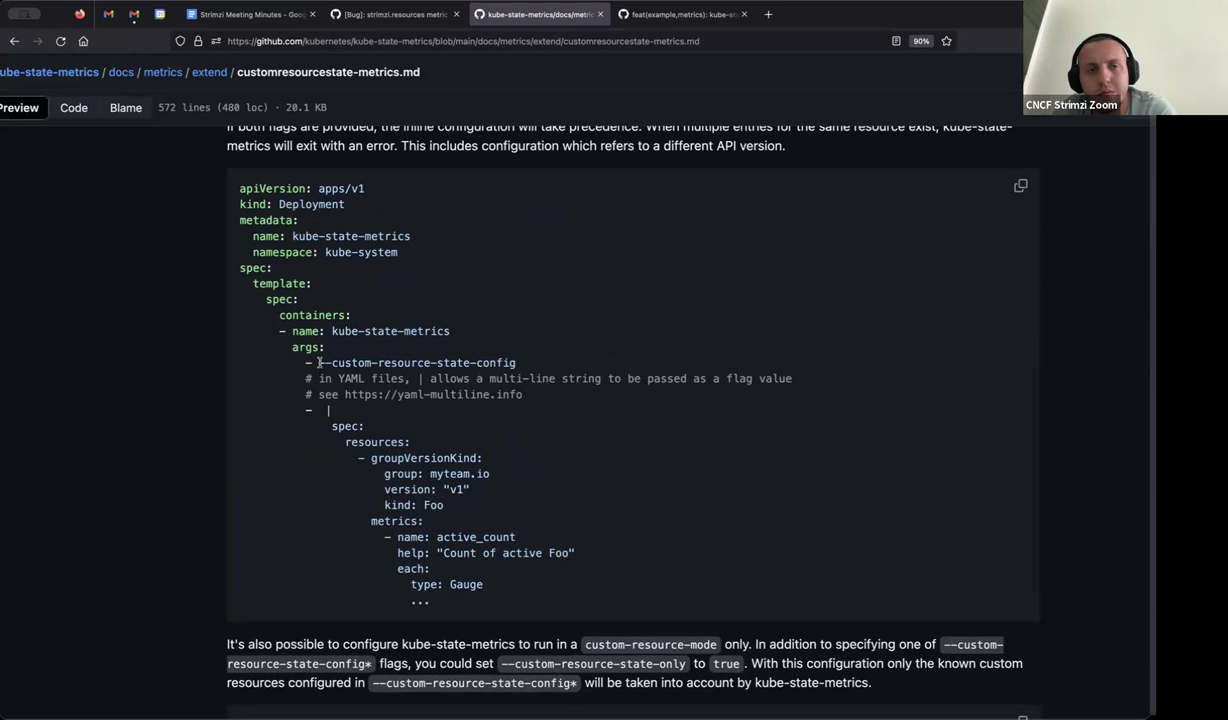 Strimzi Meeting Minutes - Goog
[Bug]: strimzi.resources metric
kube-state-metrics/docs/metric
feat(example,metrics): kube-sta
https://github.com/kubernetes/kube-state-metrics/blob/main/docs/metrics/extend/customresourcestate-metrics.md
90%
ube-state-metrics / docs / metrics / extend / customresourcestate-metrics.md
CNCF Strimzi Zoom
Preview
Code
Blame
572 lines (480 loc) · 20.1 KB
If both flags are provided, the inline configuration will take precedence. When multiple entries for the same resource exist, kube-state-
metrics will exit with an error. This includes configuration which refers to a different API version.
apiVersion: apps/v1
kind: Deployment
metadata:
name: kube-state-metrics
namespace: kube-system
spec:
template:
spec:
containers:
- name: kube-state-metrics
args:
- --custom-resource-state-config
# in YAML files, | allows a multi-line string to be passed as a flag value
# see https://yaml-multiline.info
- |
spec:
resources:
- groupVersionKind:
group: myteam.io
version: "v1"
kind: Foo
metrics:
- name: active_count
help: "Count of active Foo"
each:
type: Gauge
...
It's also possible to configure kube-state-metrics to run in a custom-resource-mode only. In addition to specifying one of --custom-
resource-state-config* flags, you could set --custom-resource-state-only to true. With this configuration only the known custom
resources configured in --custom-resource-state-config* will be taken into account by kube-state-metrics.